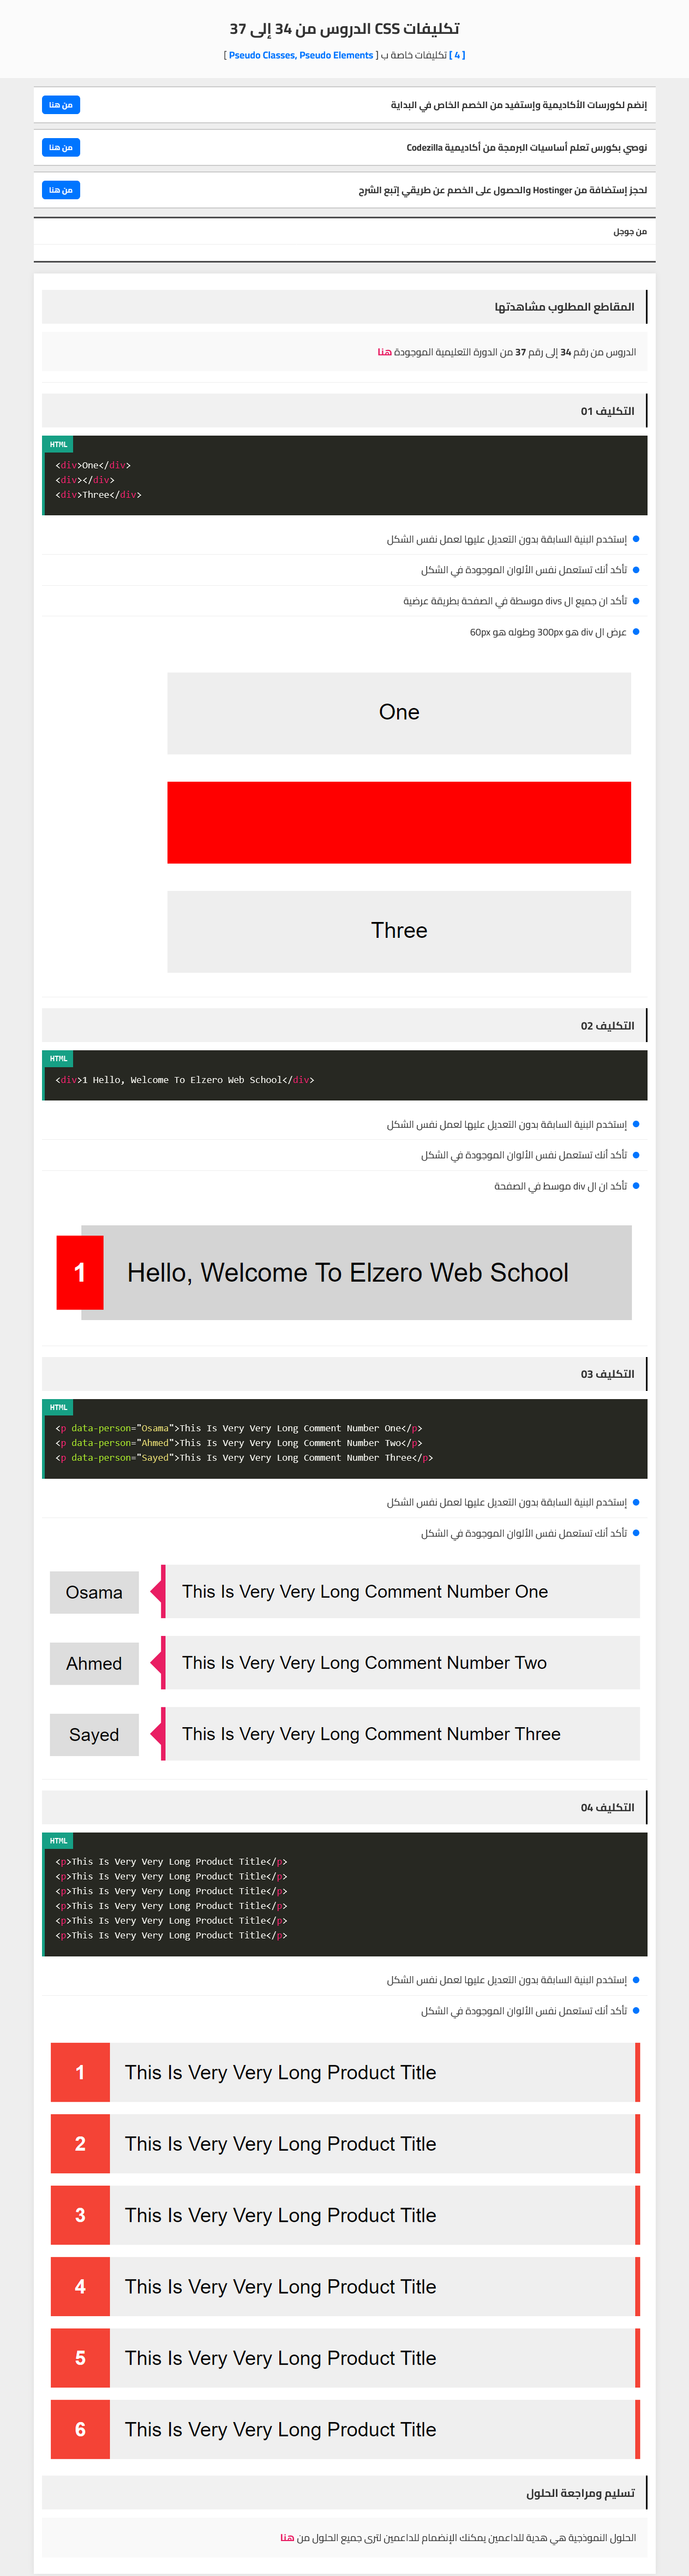 تكليفات CSS الدروس من 34 إلى 37
[ 4 ] تكليفات خاصة ب [ Pseudo Classes, Pseudo Elements ]
إنضم لكورسات الأكاديمية وإستفيد من الخصم الخاص في البداية
من هنا
نوصي بكورس تعلم أساسيات البرمجة من أكاديمية Codezilla
من هنا
لحجز إستضافة من Hostinger والحصول على الخصم عن طريقي إتبع الشرح
من هنا
من جوجل
المقاطع المطلوب مشاهدتها
الدروس من رقم 34 إلى رقم 37 من الدورة التعليمية الموجودة هنا
التكليف 01
HTML
<div>One</div>
<div></div>
<div>Three</div>
إستخدم البنية السابقة بدون التعديل عليها لعمل نفس الشكل
تأكد أنك تستعمل نفس الألوان الموجودة في الشكل
تأكد ان جميع ال divs موسطة في الصفحة بطريقة عرضية
عرض ال div هو 300px وطوله هو 60px
One
Three
التكليف 02
HTML
<div>1 Hello, Welcome To Elzero Web School</div>
إستخدم البنية السابقة بدون التعديل عليها لعمل نفس الشكل
تأكد أنك تستعمل نفس الألوان الموجودة في الشكل
تأكد ان ال div موسط في الصفحة
1 Hello, Welcome To Elzero Web School
التكليف 03
HTML
<p data-person="Osama">This Is Very Very Long Comment Number One</p>
<p data-person="Ahmed">This Is Very Very Long Comment Number Two</p>
<p data-person="Sayed">This Is Very Very Long Comment Number Three</p>
إستخدم البنية السابقة بدون التعديل عليها لعمل نفس الشكل
تأكد أنك تستعمل نفس الألوان الموجودة في الشكل
Osama This Is Very Very Long Comment Number One
Ahmed This Is Very Very Long Comment Number Two
Sayed This Is Very Very Long Comment Number Three
التكليف 04
HTML
<p>This Is Very Very Long Product Title</p>
<p>This Is Very Very Long Product Title</p>
<p>This Is Very Very Long Product Title</p>
<p>This Is Very Very Long Product Title</p>
<p>This Is Very Very Long Product Title</p>
<p>This Is Very Very Long Product Title</p>
إستخدم البنية السابقة بدون التعديل عليها لعمل نفس الشكل
تأكد أنك تستعمل نفس الألوان الموجودة في الشكل
1 This Is Very Very Long Product Title
2 This Is Very Very Long Product Title
3 This Is Very Very Long Product Title
4 This Is Very Very Long Product Title
5 This Is Very Very Long Product Title
6 This Is Very Very Long Product Title
تسليم ومراجعة الحلول
الحلول النموذجية هي هدية للداعمين يمكنك الإنضمام للداعمين لترى جميع الحلول من هنا